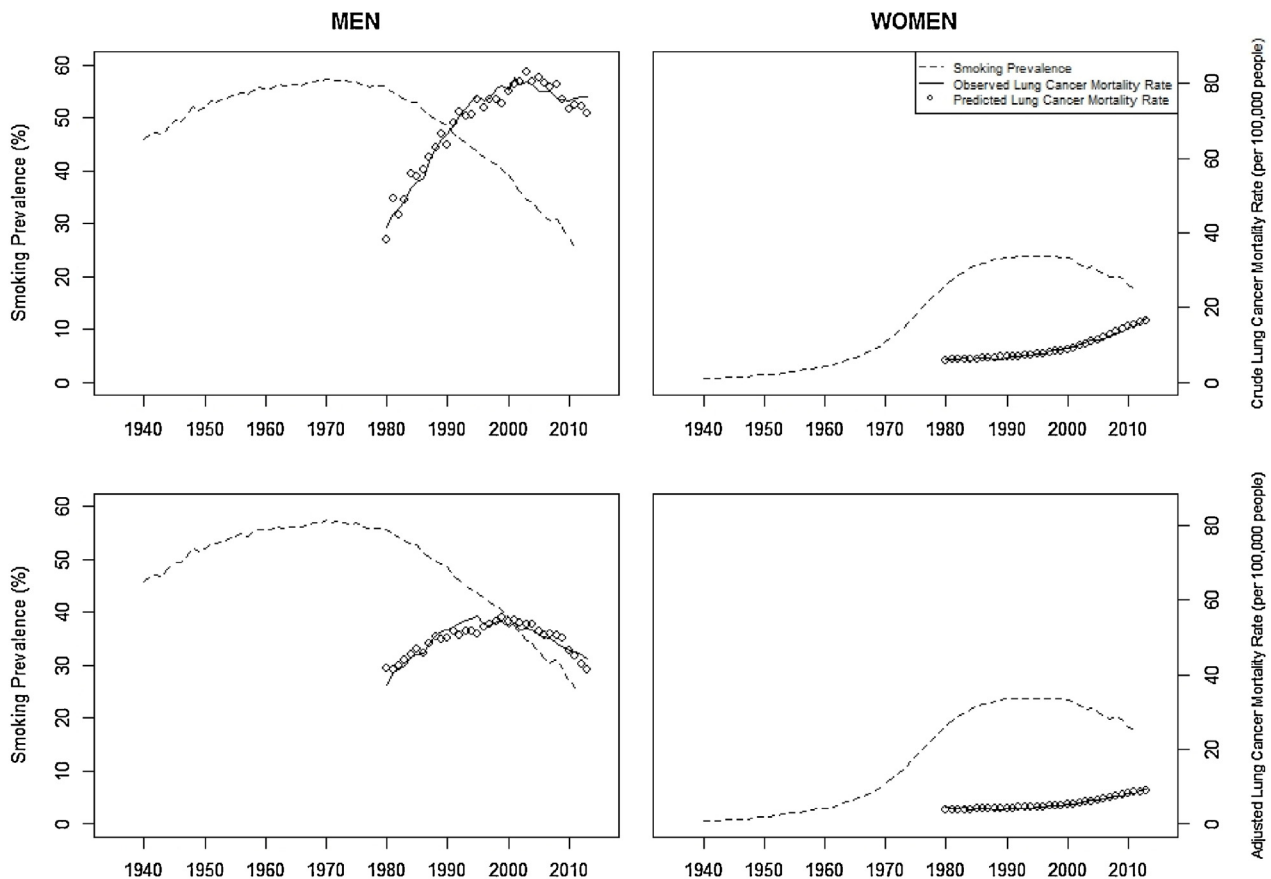 MEN
WOMEN
Smoking Prevalence (%)
60
50
40
30
20
10
0
1940 1950 1960 1970 1980 1990 2000 2010
Smoking Prevalence
Observed Lung Cancer Mortality Rate
Predicted Lung Cancer Mortality Rate
80
60
40
20
0
Crude Lung Cancer Mortality Rate (per 100,000 people)
1940 1950 1960 1970 1980 1990 2000 2010
Smoking Prevalence (%)
60
50
40
30
20
10
0
1940 1950 1960 1970 1980 1990 2000 2010
80
60
40
20
0
Adjusted Lung Cancer Mortality Rate (per 100,000 people)
1940 1950 1960 1970 1980 1990 2000 2010